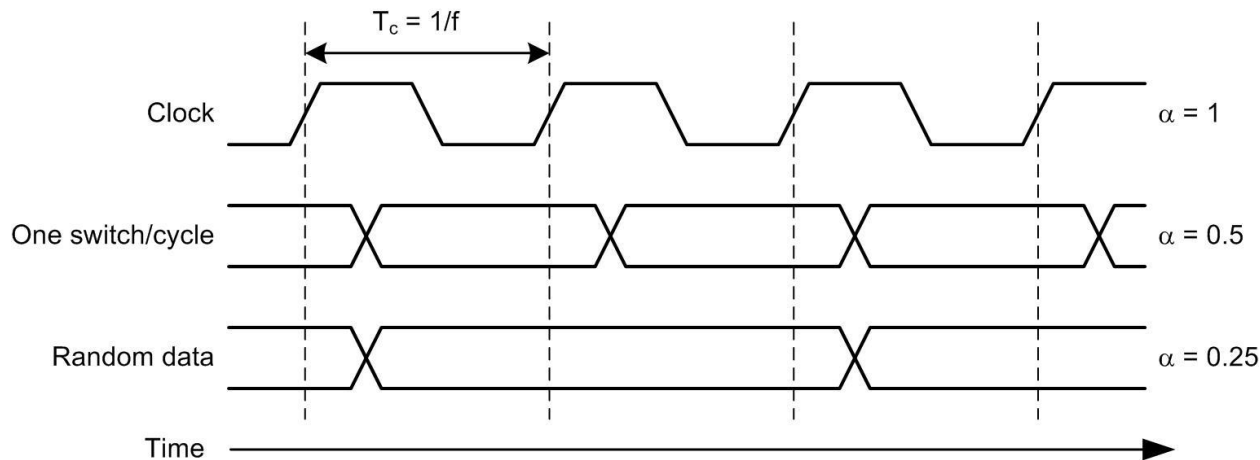 T_c = 1/f
Clock
α = 1
One switch/cycle
α = 0.5
Random data
α = 0.25
Time